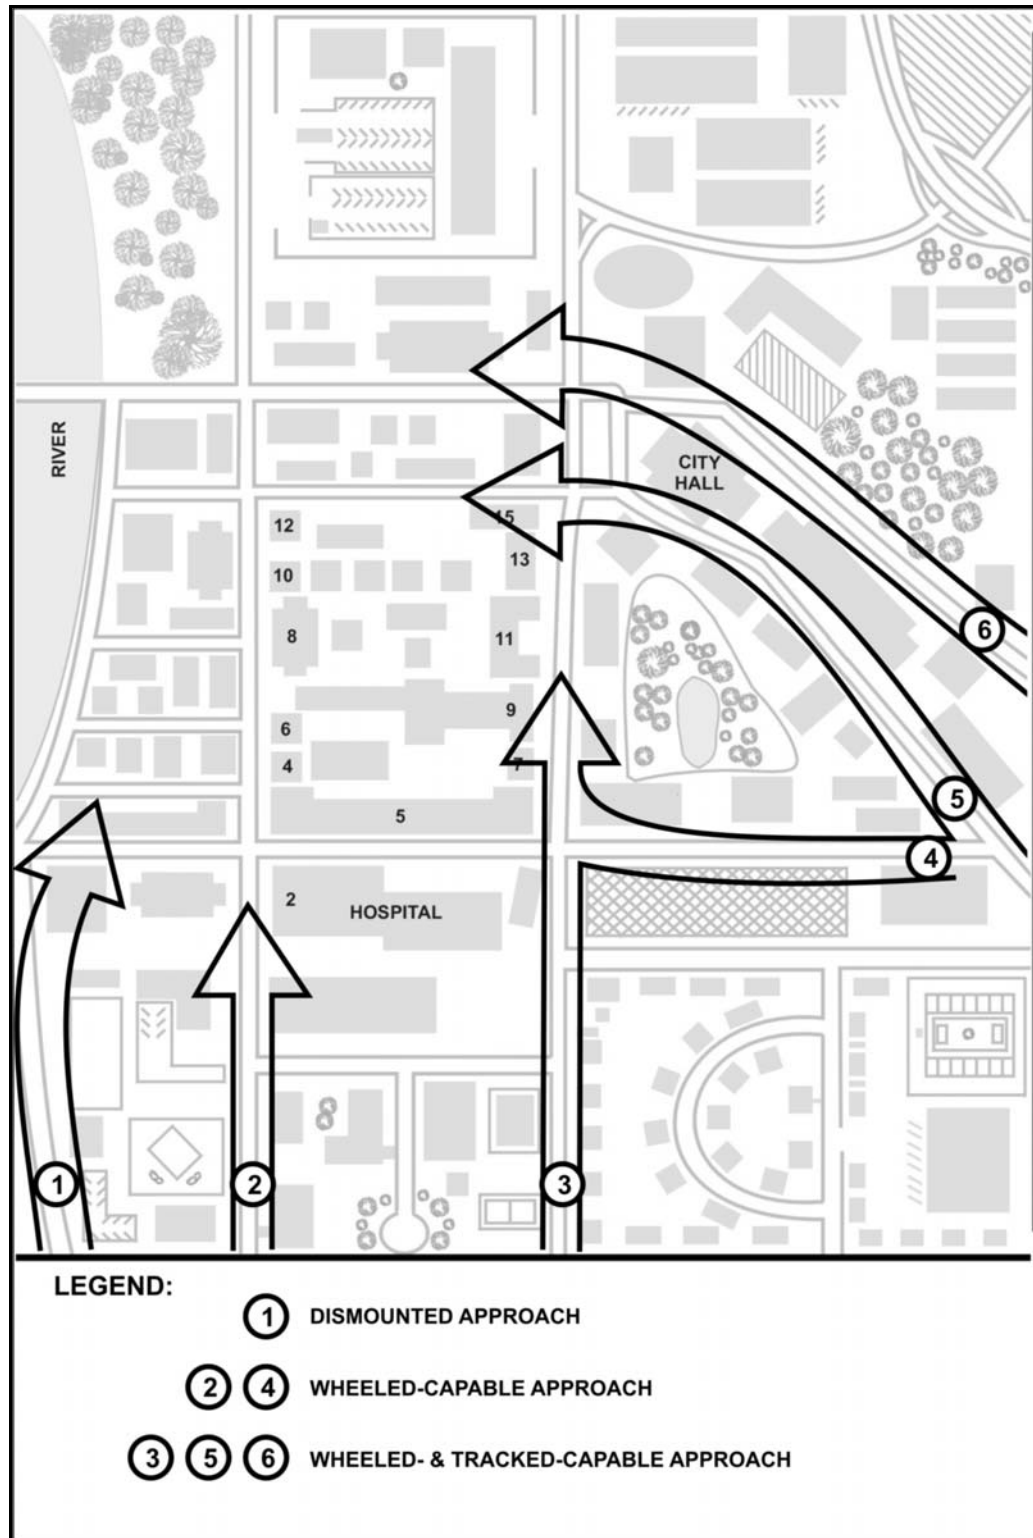 RIVER
CITY
HALL
12
15
13
10
8
11
6
9
6
4
7
5
5
4
2
HOSPITAL
1
2
3
LEGEND:
1 DISMOUNTED APPROACH
2 4 WHEELED-CAPABLE APPROACH
3 5 6 WHEELED- & TRACKED-CAPABLE APPROACH